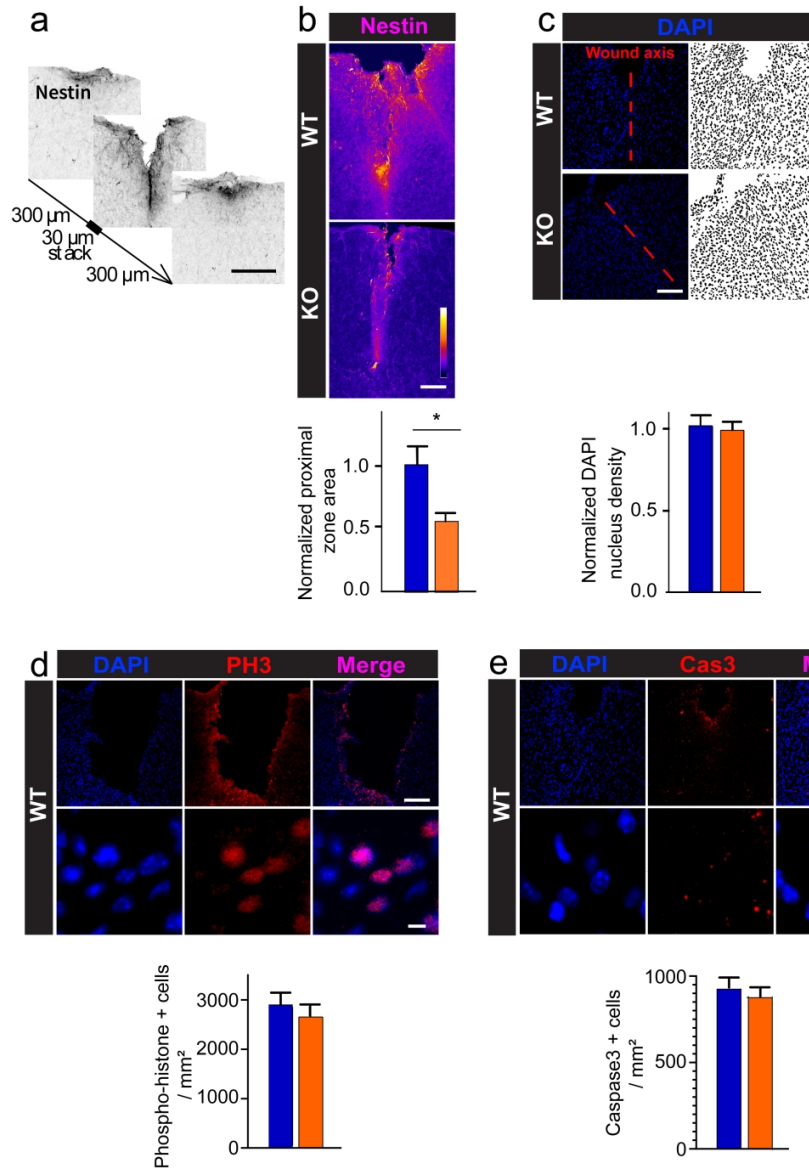 a
Nestin
300 µm
30 µm
stack
300 µm
b
Nestin
WT
KO
*
Normalized proximal
zone area
1.0
0.5
0.0
c
DAPI
WT
Wound axis
KO
Normalized DAPI
nucleus density
1.0
0.5
0.0
d
DAPI PH3 Merge
WT
Phospho-histone + cells
/ mm²
3000
2000
1000
0
e
DAPI Cas3 M
WT
Caspase3 + cells
/ mm²
1000
500
0